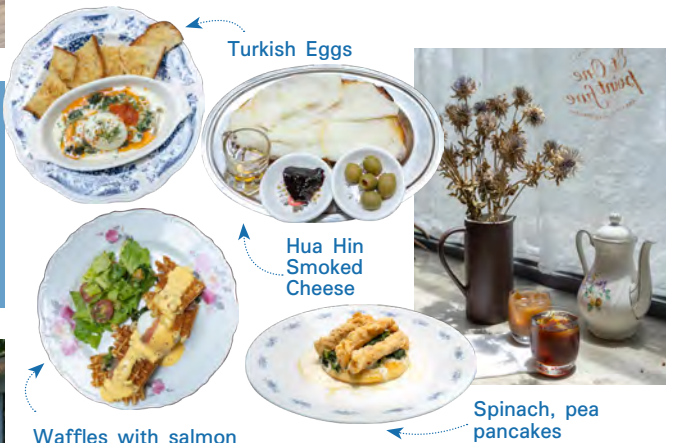 Turkish Eggs
Hua Hin
Smoked
Cheese
Waffles with salmon
Spinach, pea
pancakes